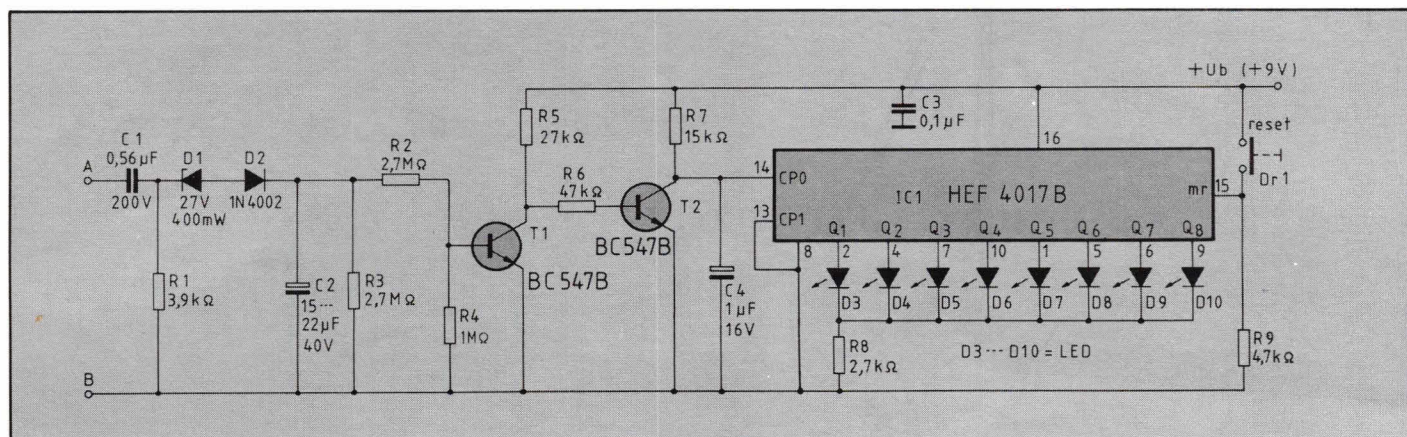 +Ub (+9V)
A
C1
0,56µF
200V
D1
27V
400mW
D2
1N4002
R1
3,9kΩ
C2
15---
22µF
40V
R3
2,7MΩ
R2
2,7MΩ
R4
1MΩ
R5
27kΩ
T1
BC547B
R6
47kΩ
R7
15kΩ
T2
BC547B
C4
1µF
16V
C3
0,1µF
16
14
CP0
13
CP1
IC1 HEF 4017B
mr
15
reset
Dr1
8
Q1
Q2
Q3
Q4
Q5
Q6
Q7
Q8
2
4
7
10
1
5
6
9
D3
D4
D5
D6
D7
D8
D9
D10
R8
2,7kΩ
D3---D10 = LED
R9
4,7kΩ
B